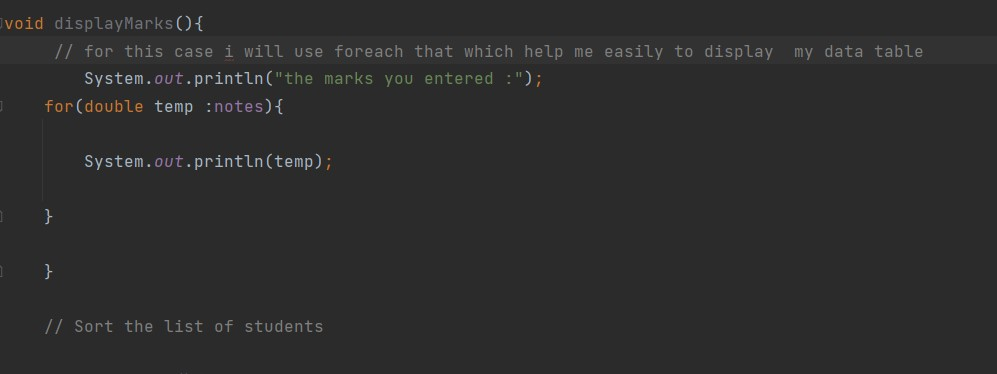 void displayMarks(){
// for this case i will use foreach that which help me easily to display  my data table
System.out.println("the marks you entered :");
for(double temp :notes){
System.out.println(temp);
}
}
// Sort the list of students